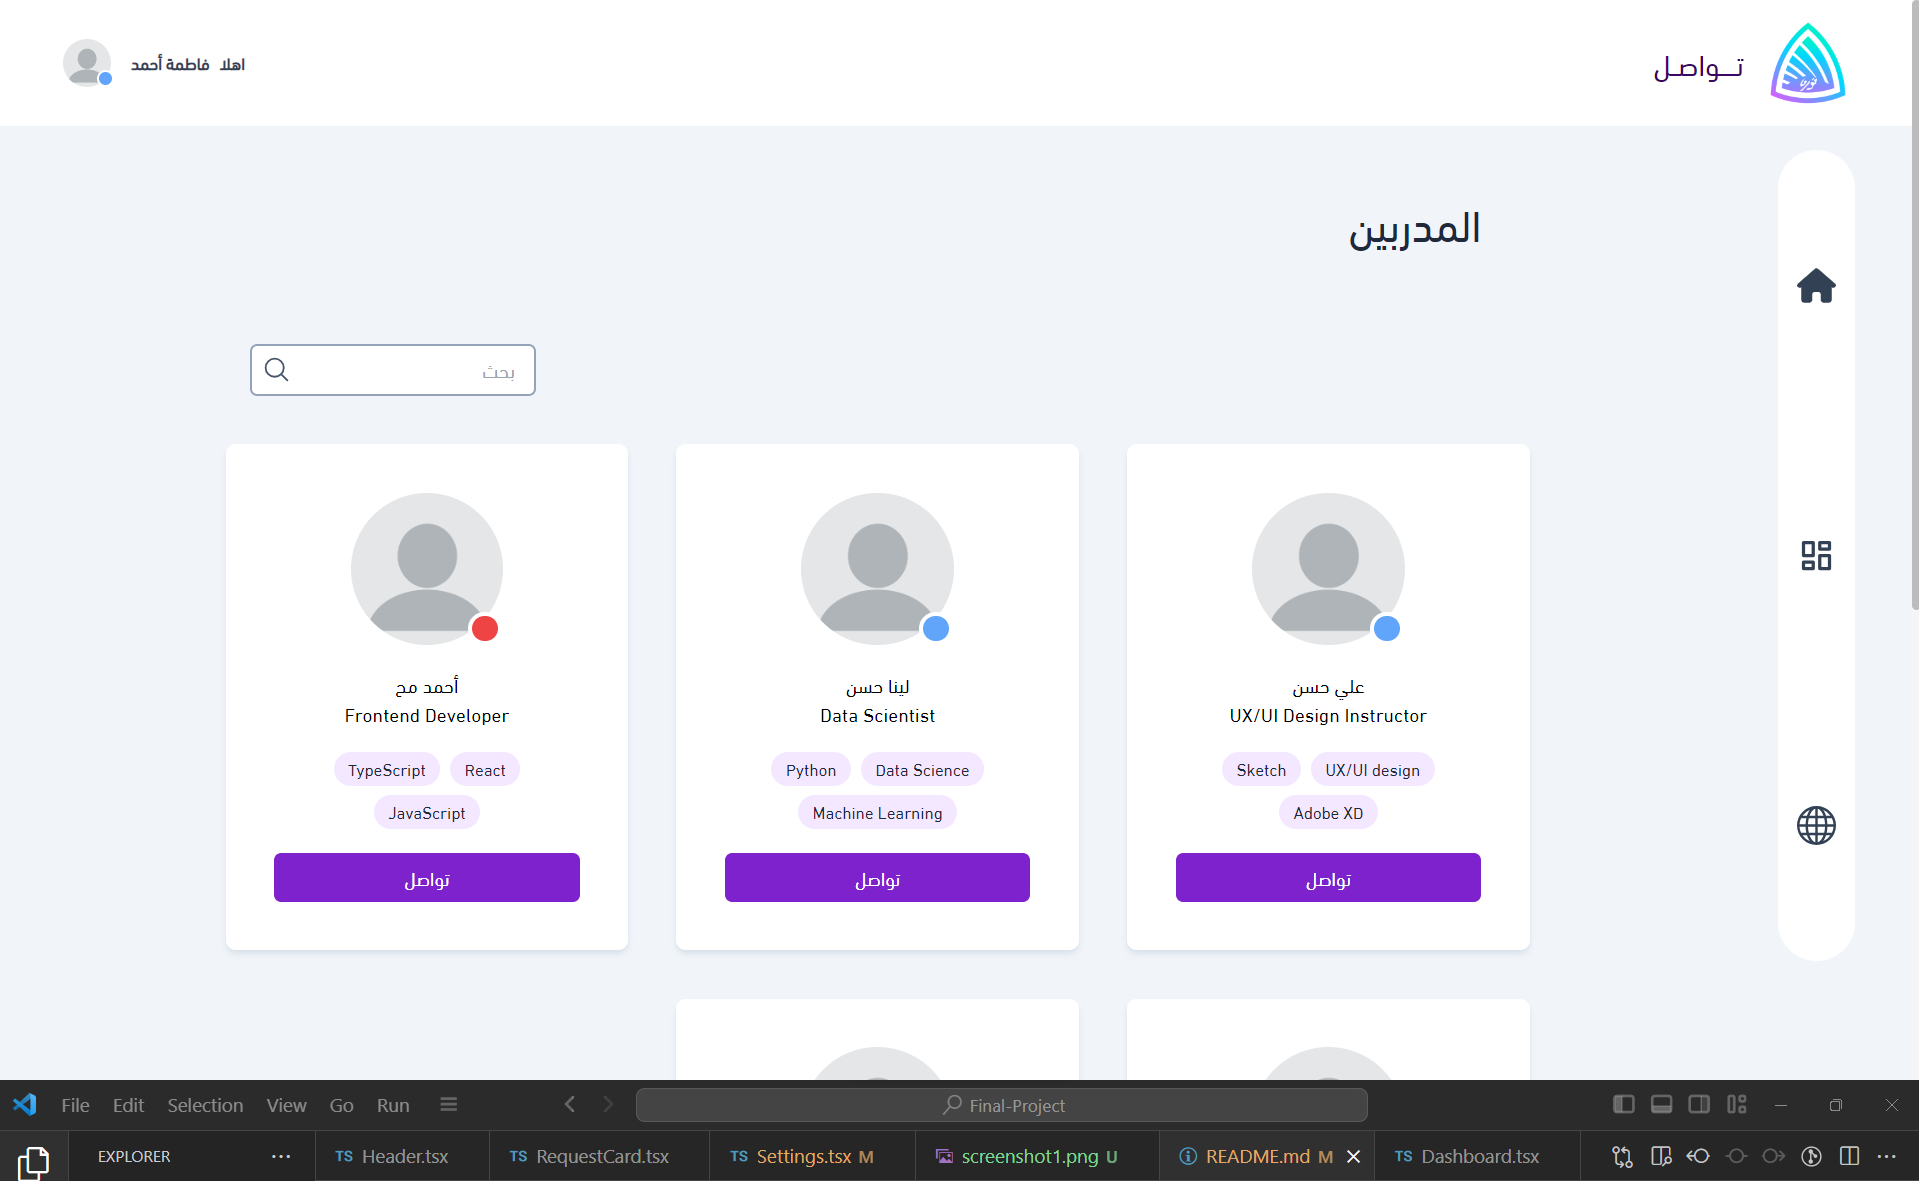 تـــواصـل
اهلا فاطمة أحمد
المدربين
بحث
علي حسن
UX/UI Design Instructor
UX/UI design
Sketch
Adobe XD
تواصل
لينا حسن
Data Scientist
Data Science
Python
Machine Learning
تواصل
أحمد مح
Frontend Developer
React
TypeScript
JavaScript
تواصل
File Edit Selection View Go Run
Final-Project
EXPLORER
TS Header.tsx
TS RequestCard.tsx
TS Settings.tsx M
screenshot1.png U
README.md M
TS Dashboard.tsx